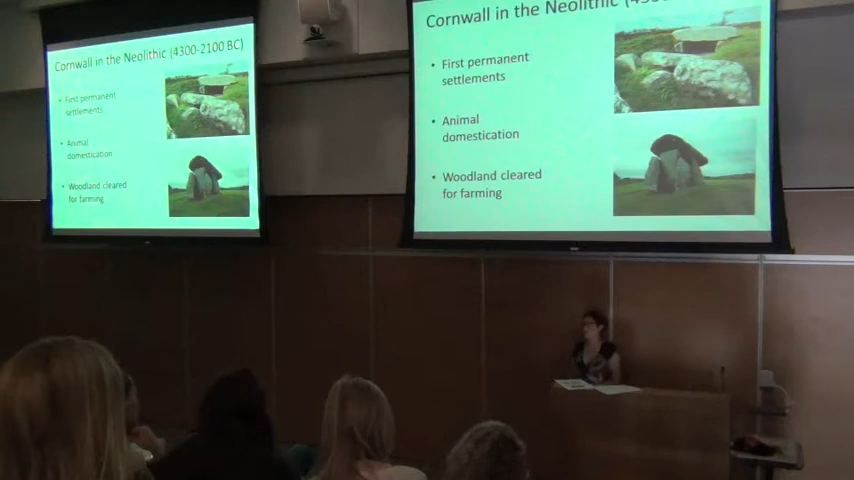 Cornwall in the Neolithic (4300-2100 BC)
• First permanent
settlements
• Animal
domestication
• Woodland cleared
for farming
Cornwall in the Neolithic (4300
• First permanent
settlements
• Animal
domestication
• Woodland cleared
for farming